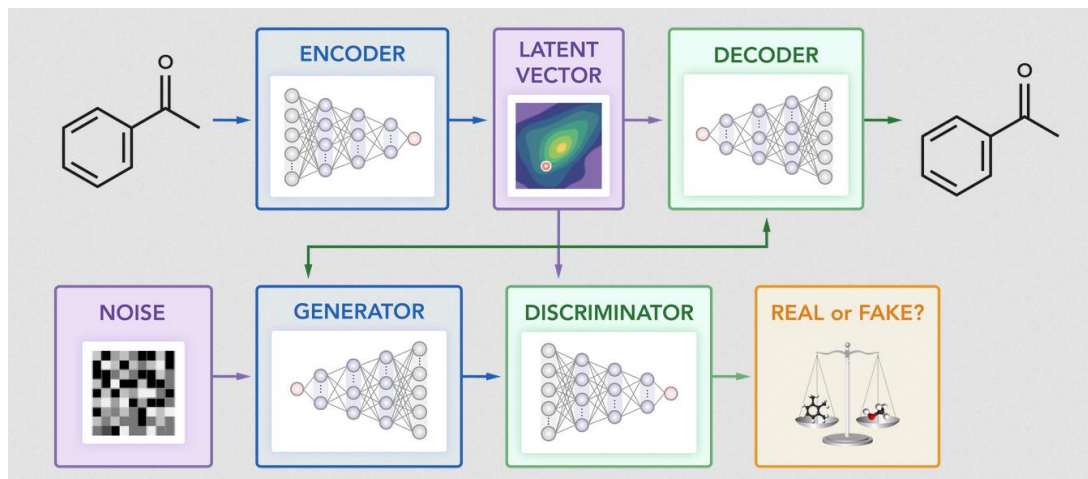 O
ENCODER
LATENT
VECTOR
DECODER
O
NOISE
GENERATOR
DISCRIMINATOR
REAL or FAKE?